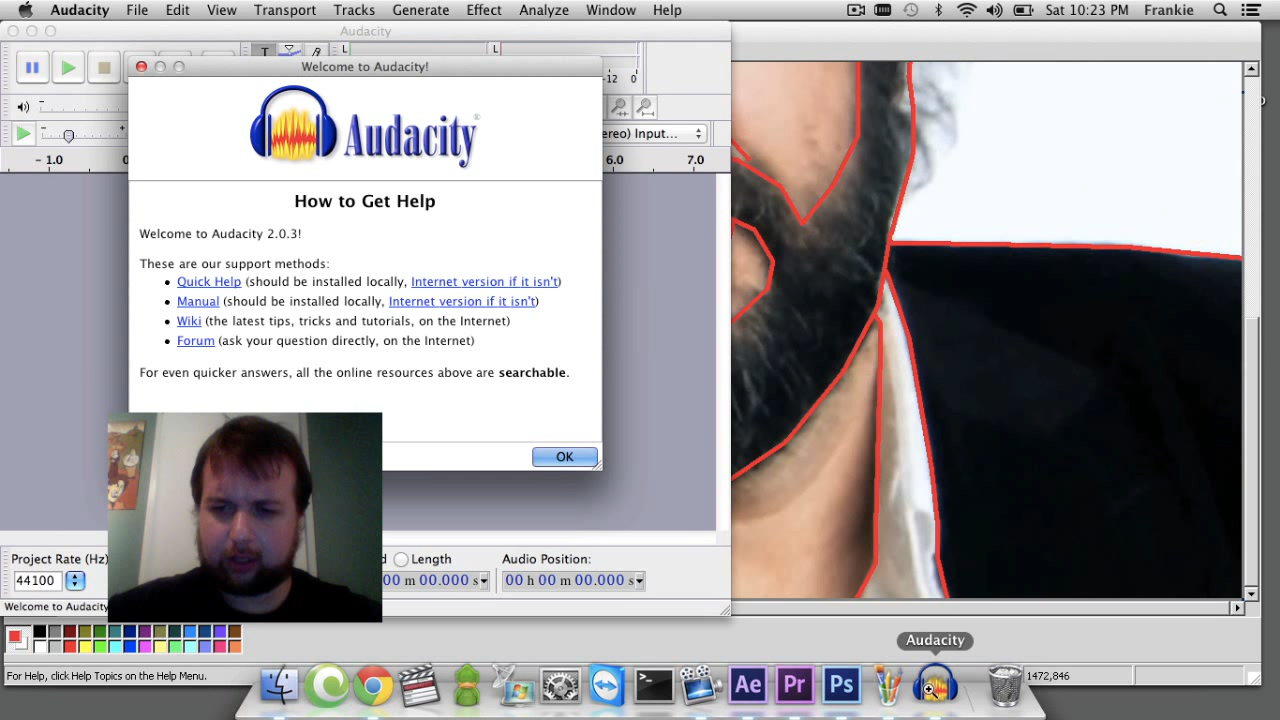 Audacity File Edit View Transport Tracks Generate Effect Analyze Window Help Sat 10:23 PM Frankie
Audacity
L L
-12 0
Welcome to Audacity!
Audacity
- 1.0 6.0 7.0
ereo) Input...
How to Get Help
Welcome to Audacity 2.0.3!
These are our support methods:
• Quick Help (should be installed locally, Internet version if it isn't)
• Manual (should be installed locally, Internet version if it isn't)
• Wiki (the latest tips, tricks and tutorials, on the Internet)
• Forum (ask your question directly, on the Internet)
For even quicker answers, all the online resources above are searchable.
OK
Project Rate (Hz) d Length Audio Position:
44100 00 m 00.000 s 00 h 00 m 00.000 s
Welcome to Audacity
Audacity
For Help, click Help Topics on the Help Menu. 1472,846
Ae Pr Ps